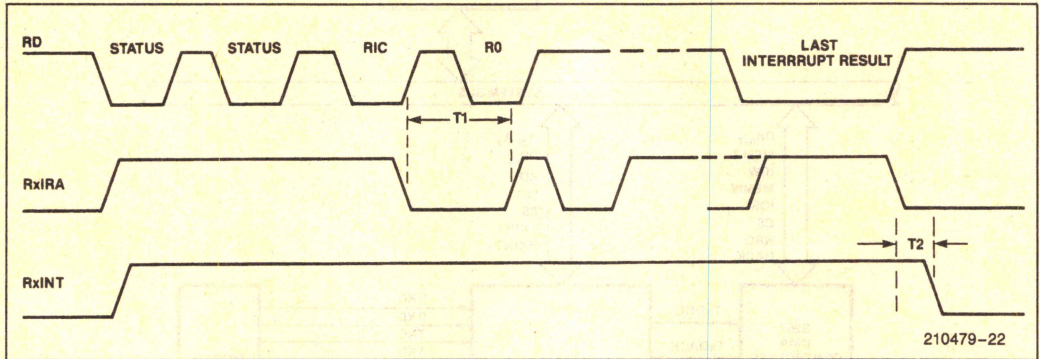 RD
STATUS
STATUS
RIC
R0
LAST
INTERRRUPT RESULT
T1
RxIRA
T2
RxINT
210479–22